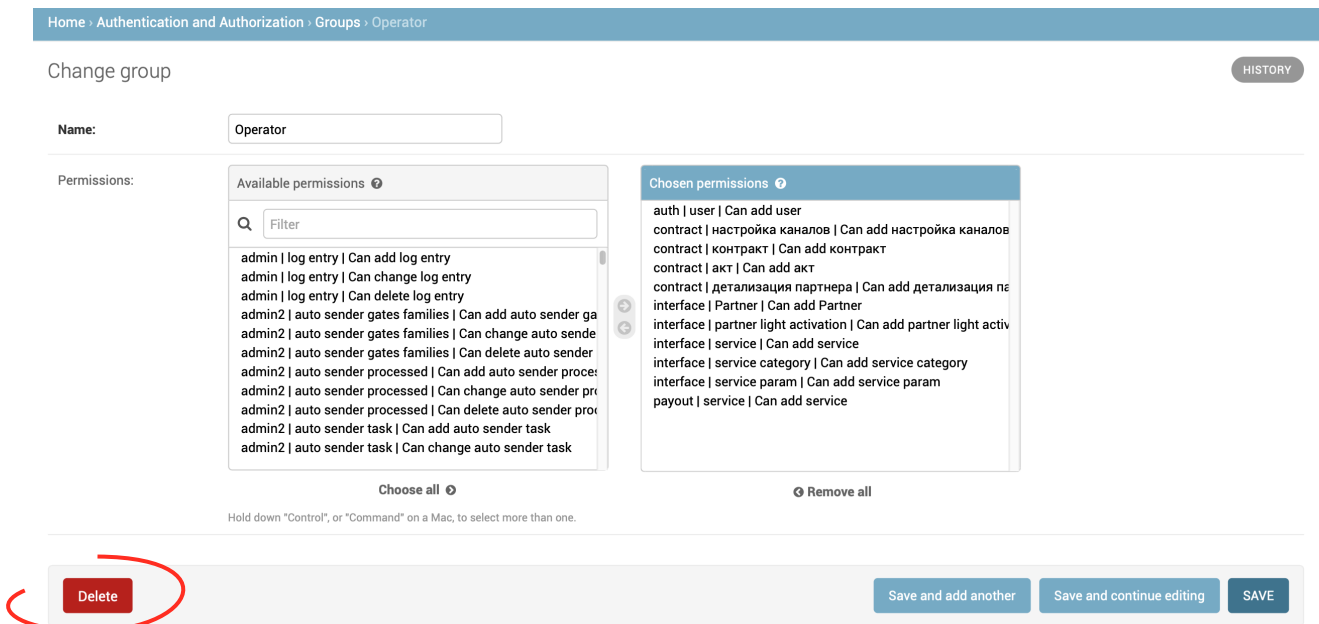 Home › Authentication and Authorization › Groups › Operator
Change group
HISTORY
Name:
Operator
Permissions:
Available permissions
Filter
admin | log entry | Can add log entry
admin | log entry | Can change log entry
admin | log entry | Can delete log entry
admin2 | auto sender gates families | Can add auto sender ga
admin2 | auto sender gates families | Can change auto sende
admin2 | auto sender gates families | Can delete auto sender
admin2 | auto sender processed | Can add auto sender proces
admin2 | auto sender processed | Can change auto sender pro
admin2 | auto sender processed | Can delete auto sender proc
admin2 | auto sender task | Can add auto sender task
admin2 | auto sender task | Can change auto sender task
Choose all
Hold down "Control", or "Command" on a Mac, to select more than one.
Chosen permissions
auth | user | Can add user
contract | настройка каналов | Can add настройка каналов
contract | контракт | Can add контракт
contract | акт | Can add акт
contract | детализация партнера | Can add детализация па
interface | Partner | Can add Partner
interface | partner light activation | Can add partner light activ
interface | service | Can add service
interface | service category | Can add service category
interface | service param | Can add service param
payout | service | Can add service
Remove all
Delete
Save and add another
Save and continue editing
SAVE